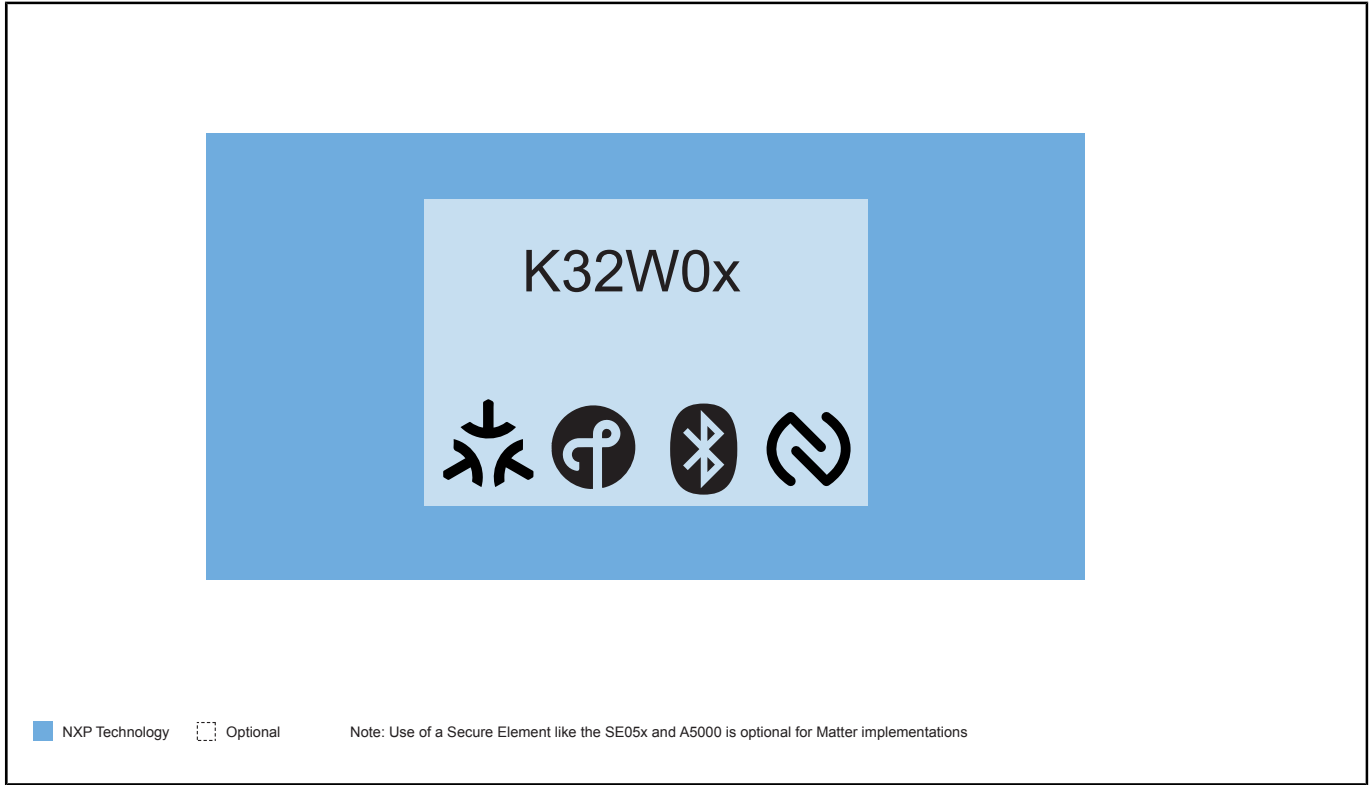 K32W0x
NXP Technology
Optional
Note: Use of a Secure Element like the SE05x and A5000 is optional for Matter implementations